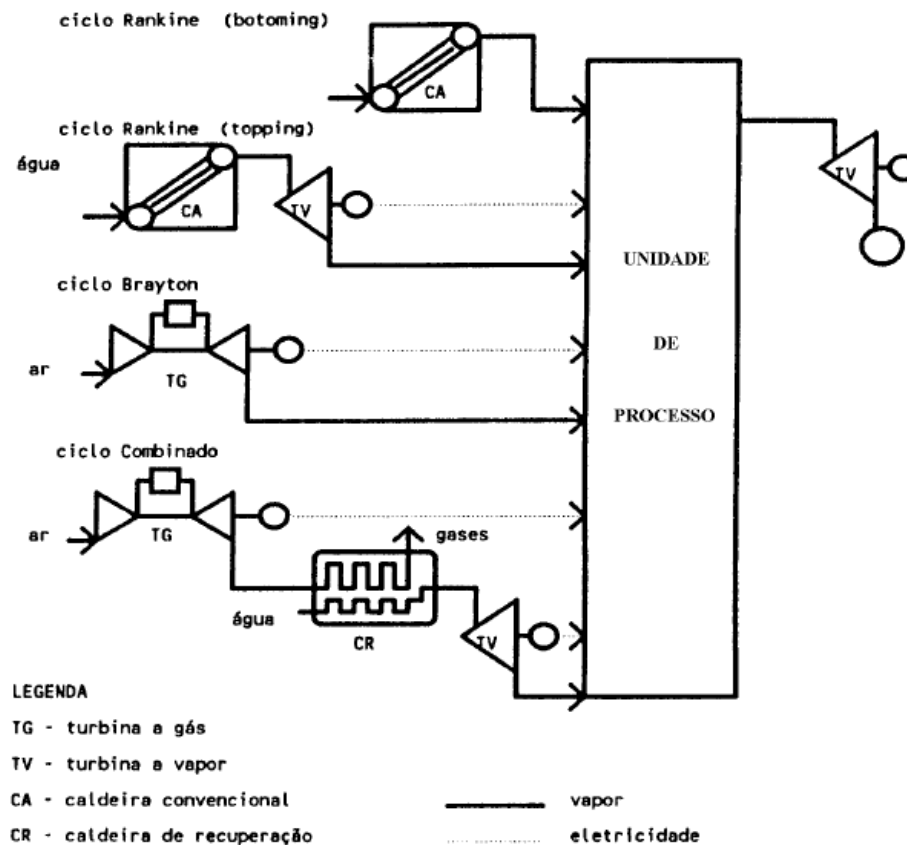 ciclo Rankine (botoming)
CA
ciclo Rankine (topping)
água
CA
TV
TV
UNIDADE
DE
PROCESSO
ciclo Brayton
ar
TG
ciclo Combinado
ar
TG
gases
água
CR
TV
LEGENDA
TG - turbina a gás
TV - turbina a vapor
CA - caldeira convencional
CR - caldeira de recuperação
vapor
eletricidade